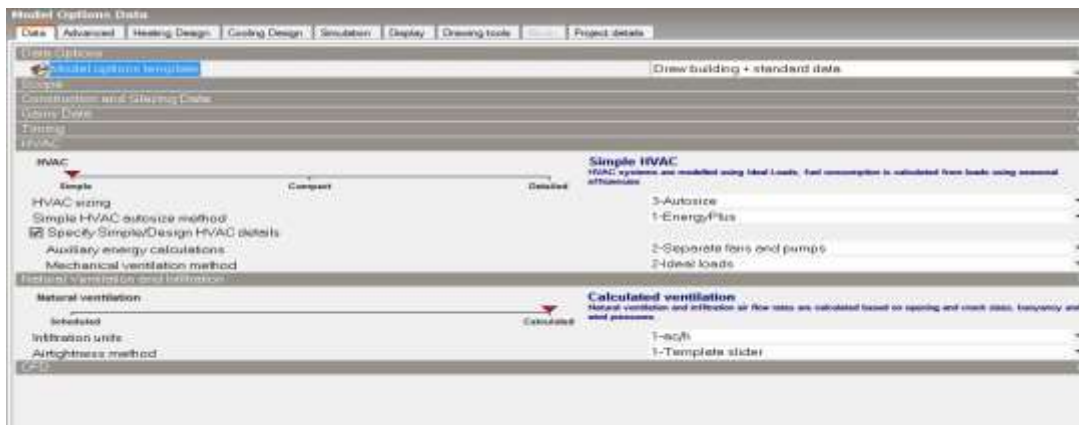 Model Options Data
Data Advanced Heating Design Cooling Design Simulation Display Drawing tools Project details
Data Options
Model options template Draw building + standard data
Scope
Construction and Glazing Data
Gains Data
Timing
HVAC
HVAC
Simple Compact Detailed
Simple HVAC
HVAC systems are modelled using Ideal Loads, fuel consumption is calculated from loads using seasonal
efficiencies
HVAC sizing 3-Autosize
Simple HVAC autosize method 1-EnergyPlus
Specify Simple/Design HVAC details
Auxiliary energy calculations 2-Separate fans and pumps
Mechanical ventilation method 2-Ideal loads
Natural Ventilation and Infiltration
Natural ventilation
Scheduled Calculated
Calculated ventilation
Natural ventilation and infiltration air flow rates are calculated based on opening and crack sizes, buoyancy and
wind pressures
Infiltration units 1-ac/h
Airtightness method 1-Template slider
CFD